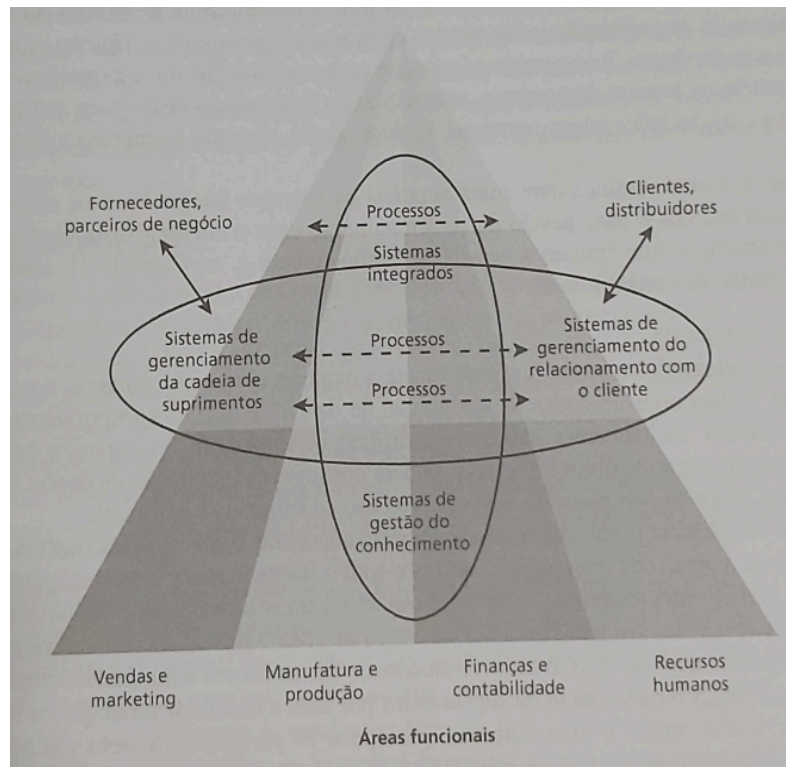 Fornecedores,
parceiros de negócio
Clientes,
distribuidores
Processos
Sistemas
integrados
Sistemas de
gerenciamento
da cadeia de
suprimentos
Processos
Processos
Sistemas de
gerenciamento do
relacionamento com
o cliente
Sistemas de
gestão do
conhecimento
Vendas e
marketing
Manufatura e
produção
Finanças e
contabilidade
Recursos
humanos
Áreas funcionais